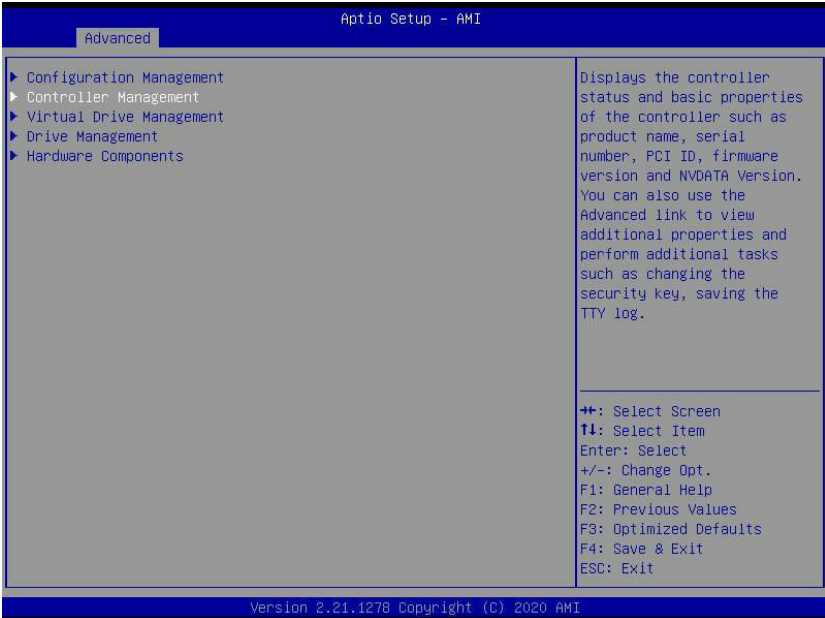 Aptio Setup – AMI
Advanced
▶ Configuration Management
▶ Controller Management
▶ Virtual Drive Management
▶ Drive Management
▶ Hardware Components
Displays the controller
status and basic properties
of the controller such as
product name, serial
number, PCI ID, firmware
version and NVDATA Version.
You can also use the
Advanced link to view
additional properties and
perform additional tasks
such as changing the
security key, saving the
TTY log.
→←: Select Screen
↑↓: Select Item
Enter: Select
+/-: Change Opt.
F1: General Help
F2: Previous Values
F3: Optimized Defaults
F4: Save & Exit
ESC: Exit
Version 2.21.1278 Copyright (C) 2020 AMI